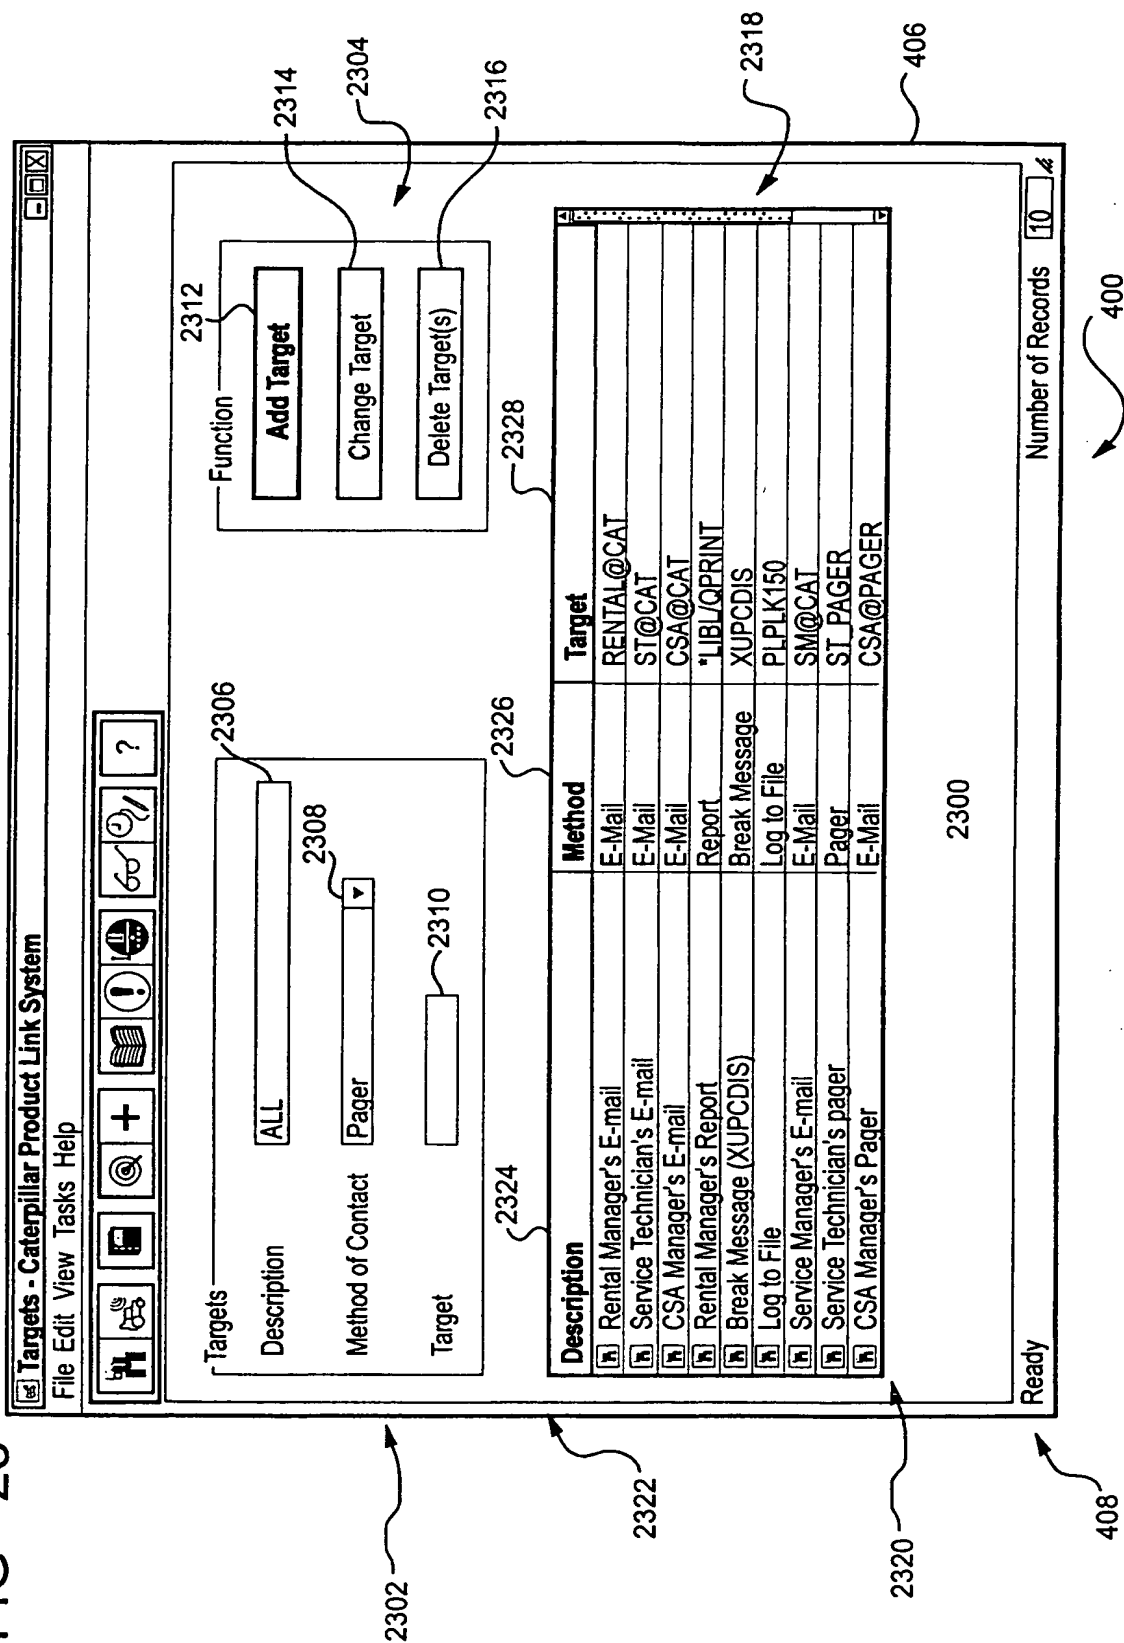 Targets - Caterpillar Product Link System
File Edit View Tasks Help
?
Targets
Description
ALL
2306
Method of Contact
Pager
2308
Target
2310
2302
Function
2312
Add Target
2314
Change Target
2304
Delete Target(s)
2316
2322
2324
2326
2328
Description Method Target
Rental Manager's E-mail E-Mail RENTAL@CAT
Service Technician's E-mail E-Mail ST@CAT
CSA Manager's E-mail E-Mail CSA@CAT
Rental Manager's Report Report *LIBL/QPRINT
Break Message (XUPCDIS) Break Message XUPCDIS
Log to File Log to File PLPLK150
Service Manager's E-mail E-Mail SM@CAT
Service Technician's pager Pager ST_PAGER
CSA Manager's Pager E-Mail CSA@PAGER
2318
2320
2300
Ready Number of Records 10
406
408
400